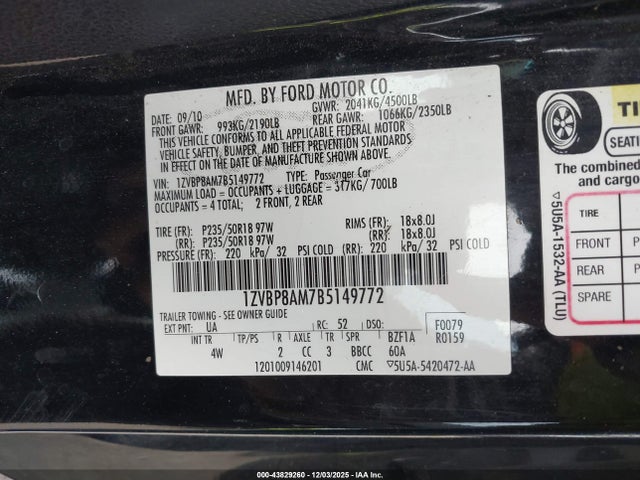 MFD. BY FORD MOTOR CO.
DATE: 09/10 GVWR: 2041KG/4500LB
FRONT GAWR: 993KG/2190LB REAR GAWR: 1066KG/2350LB
THIS VEHICLE CONFORMS TO ALL APPLICABLE FEDERAL MOTOR
VEHICLE SAFETY, BUMPER, AND THEFT PREVENTION STANDARDS
IN EFFECT ON THE DATE OF MANUFACTURE SHOWN ABOVE.
VIN: 1ZVBP8AM7B5149772 TYPE: Passenger Car
MAXIMUM LOAD = OCCUPANTS + LUGGAGE = 317KG/700LB
OCCUPANTS = 4 TOTAL; 2 FRONT, 2 REAR
TIRE (FR): P235/50R18 97W RIMS (FR): 18x8.0J
(RR): P235/50R18 97W (RR): 18x8.0J
PRESSURE (FR): 220 kPa/ 32 PSI COLD (RR): 220 kPa/ 32 PSI COLD
1ZVBP8AM7B5149772
TRAILER TOWING - SEE OWNER GUIDE
EXT PNT: UA RC: 52 DSO: F0079
INT TR TP/PS R AXLE TR SPR BZF1A R0159
4W 2 CC 3 BBCC 60A
1201009146201 CMC ▽5U5A-5420472-AA
TI
SEATI
The combined
and cargo
TIRE
FRONT P
REAR P
SPARE
▽5U5A-1532-AA (TLU)
000-43829260 - 12/03/2025 - IAA Inc.